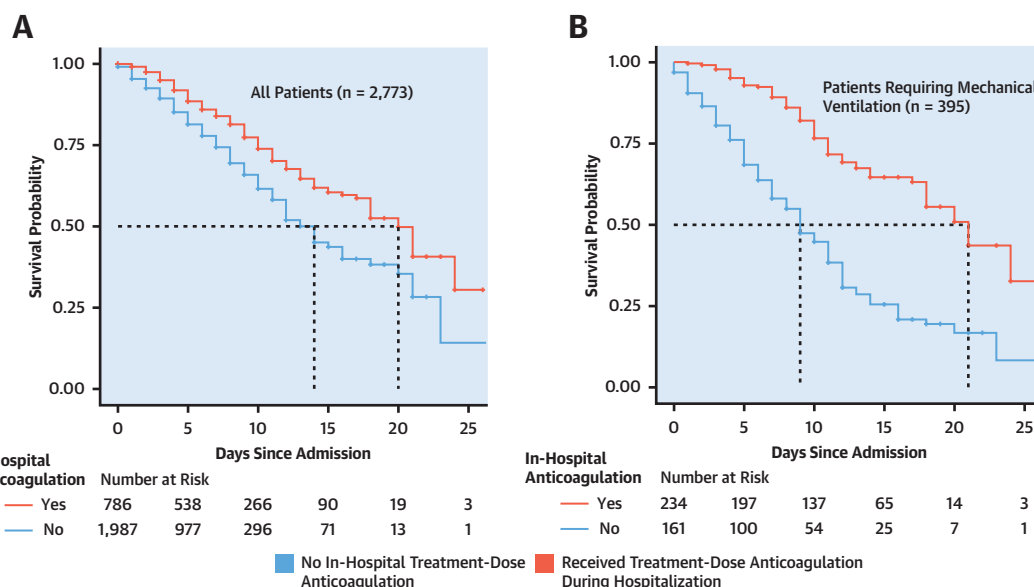 A
B
1.00
0.75
0.50
0.25
0.00
Survival Probability
All Patients (n = 2,773)
0 5 10 15 20 25
Days Since Admission
1.00
0.75
0.50
0.25
0.00
Survival Probability
Patients Requiring Mechanical
Ventilation (n = 395)
0 5 10 15 20 25
Days Since Admission
ospital
coagulation Number at Risk
Yes 786 538 266 90 19 3
No 1,987 977 296 71 13 1
In-Hospital
Anticoagulation Number at Risk
Yes 234 197 137 65 14 3
No 161 100 54 25 7 1
No In-Hospital Treatment-Dose
Anticoagulation
Received Treatment-Dose Anticoagulation
During Hospitalization